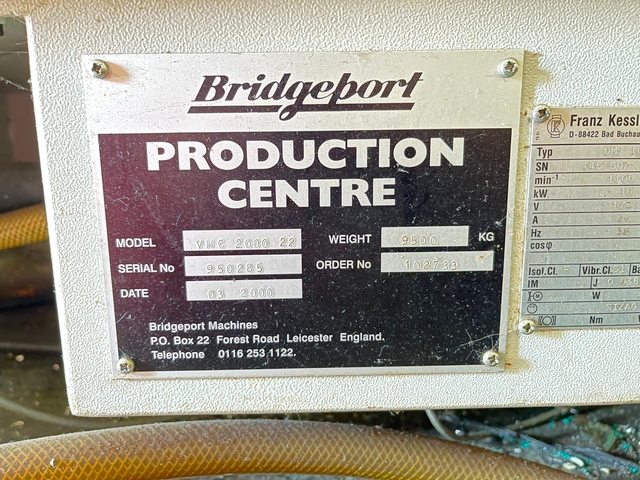 Bridgeport
PRODUCTION
CENTRE
MODEL VMC 2000 22 WEIGHT 9500 KG
SERIAL No 950285 ORDER No 102733
DATE 03 2000
Bridgeport Machines
P.O. Box 22 Forest Road Leicester England.
Telephone 0116 253 1122.
Franz Kessl
D-88422 Bad Buchau
Typ
SN
min⁻¹
kW
V
A
Hz
cosφ
Isol.Cl. Vibr.Cl. Ba
IM J
W
Nm